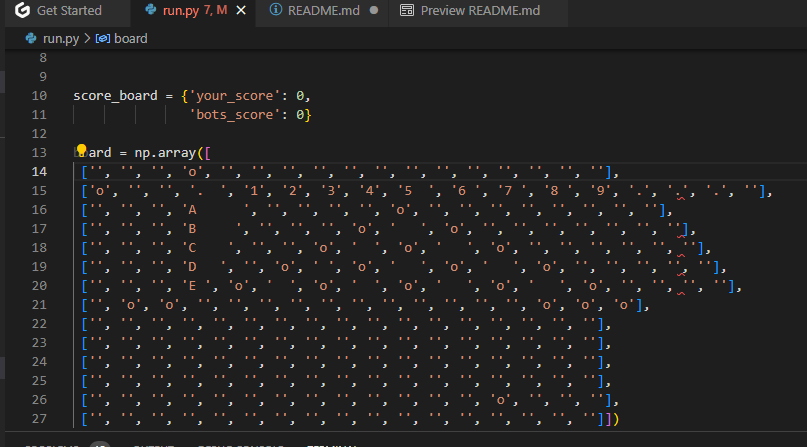 Get Started
run.py 7, M
README.md
Preview README.md
run.py > board
8
9
10 score_board = {'your_score': 0,
11 'bots_score': 0}
12
13 board = np.array([
14 ['', '', '', 'o', '', '', '', '', '', '', '', '', '', '', '', '', ''],
15 ['o', '', '', '.  ', '1', '2', '3', '4', '5  ', '6 ', '7 ', '8 ', '9', '.', '.', '.', ''],
16 ['', '', '', 'A      ', '', '', '', '', 'o', '', '', '', '', '', '', '', ''],
17 ['', '', '', 'B     ', '', '', '', 'o', '   ', 'o', '', '', '', '', '', '', ''],
18 ['', '', '', 'C    ', '', '', 'o', '  ', 'o', '   ', 'o', '', '', '', '', '', ''],
19 ['', '', '', 'D   ', '', 'o', '  ', 'o', '   ', 'o', '   ', 'o', '', '', '', '', ''],
20 ['', '', '', 'E ', 'o', '  ', 'o', '  ', 'o', '   ', 'o', '   ', 'o', '', '', '', ''],
21 ['', 'o', 'o', '', '', '', '', '', '', '', '', '', '', '', 'o', 'o', 'o'],
22 ['', '', '', '', '', '', '', '', '', '', '', '', '', '', '', '', ''],
23 ['', '', '', '', '', '', '', '', '', '', '', '', '', '', '', '', ''],
24 ['', '', '', '', '', '', '', '', '', '', '', '', '', '', '', '', ''],
25 ['', '', '', '', '', '', '', '', '', '', '', '', '', '', '', '', ''],
26 ['', '', '', '', '', '', '', '', '', '', '', '', '', 'o', '', '', ''],
27 ['', '', '', '', '', '', '', '', '', '', '', '', '', '', '', '', '']])